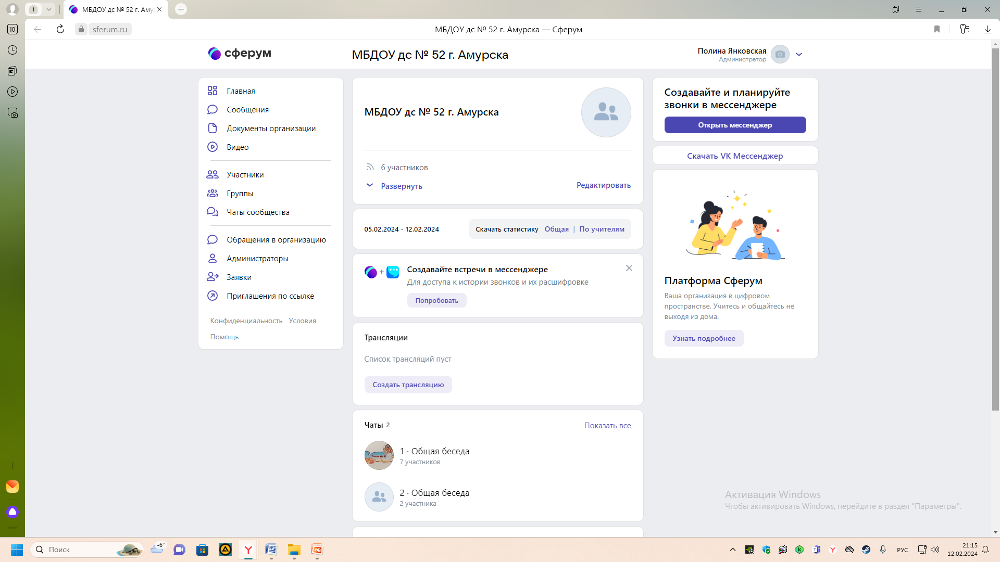 1
МБДОУ дс № 52 г. Аму
10
sferum.ru
МБДОУ дс № 52 г. Амурска — Сферум
сферум
МБДОУ дс № 52 г. Амурска
Полина Янковская
Администратор
Главная
Сообщения
Документы организации
Видео
Участники
Группы
Чаты сообщества
Обращения в организацию
Администраторы
Заявки
Приглашения по ссылке
Конфиденциальность Условия
Помощь
МБДОУ дс № 52 г. Амурска
6 участников
Развернуть
Редактировать
05.02.2024 - 12.02.2024
Скачать статистику Общая | По учителям
Создавайте встречи в мессенджере
Для доступа к истории звонков и их расшифровке
Попробовать
Трансляции
Список трансляций пуст
Создать трансляцию
Чаты 2
Показать все
1 · Общая беседа
7 участников
2 · Общая беседа
2 участника
Создавайте и планируйте
звонки в мессенджере
Открыть мессенджер
Скачать VK Мессенджер
Платформа Сферум
Ваша организация в цифровом
пространстве. Учитесь и общайтесь не
выходя из дома.
Узнать подробнее
Активация Windows
Чтобы активировать Windows, перейдите в раздел "Параметры".
Поиск
-6°
РУС
21:15
12.02.2024